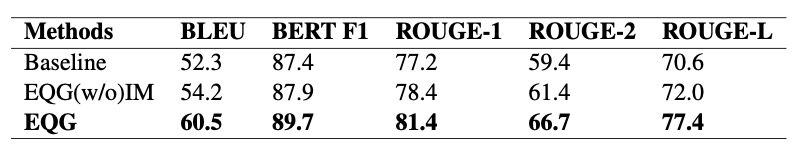 Methods BLEU BERT F1 ROUGE-1 ROUGE-2 ROUGE-L
Baseline 52.3 87.4 77.2 59.4 70.6
EQG(w/o)IM 54.2 87.9 78.4 61.4 72.0
EQG 60.5 89.7 81.4 66.7 77.4